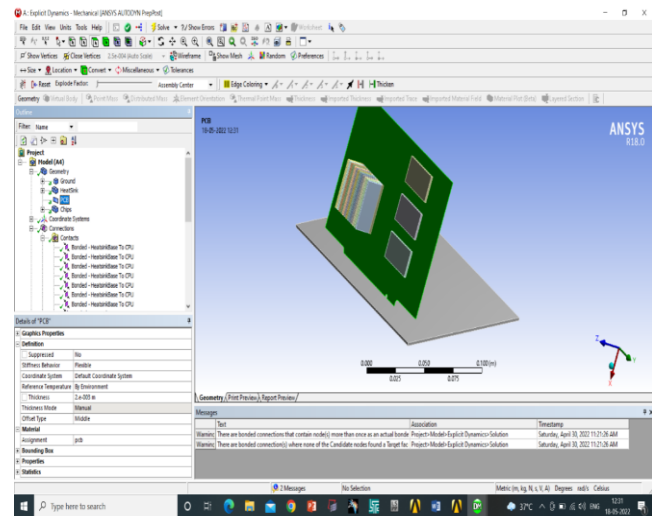 A: Explicit Dynamics - Mechanical [ANSYS AUTODYN PrepPost]
File Edit View Units Tools Help Solve Show Errors Worksheet
Show Vertices Close Vertices 2.5e-004 (Auto Scale) Wireframe Show Mesh Random Preferences
Size Location Convert Miscellaneous Tolerances
Reset Explode Factor: Assembly Center Edge Coloring Thicken
Geometry Virtual Body Point Mass Distributed Mass Element Orientation Thermal Point Mass Thickness Imported Thickness Imported Trace Imported Material Field Material Plot (Beta) Layered Section
Outline
Filter: Name
Project
Model (A4)
Geometry
Ground
HeatSink
PCB
Chips
Coordinate Systems
Connections
Contacts
Bonded - HeatsinkBase To CPU
Bonded - HeatsinkBase To CPU
Bonded - HeatsinkBase To CPU
Bonded - HeatsinkBase To CPU
Bonded - HeatsinkBase To CPU
Bonded - HeatsinkBase To CPU
Details of "PCB"
Graphics Properties
Definition
Suppressed No
Stiffness Behavior Flexible
Coordinate System Default Coordinate System
Reference Temperature By Environment
Thickness 2.e-003 m
Thickness Mode Manual
Offset Type Middle
Material
Assignment pcb
Bounding Box
Properties
Statistics
PCB
18-05-2022 12:31
ANSYS
R18.0
0.000 0.050 0.100 (m)
0.025 0.075
Z
Y
X
Geometry Print Preview Report Preview
Messages
Text Association Timestamp
Warning There are bonded connections that contain node(s) more than once as an actual bonde Project>Model>Explicit Dynamics>Solution Saturday, April 30, 2022 11:21:26 AM
Warning There are bonded connection(s) where none of the Candidate nodes found a Target fac Project>Model>Explicit Dynamics>Solution Saturday, April 30, 2022 11:21:26 AM
2 Messages No Selection Metric (m, kg, N, s, V, A) Degrees rad/s Celsius
Type here to search
37°C ENG 12:31
18-05-2022